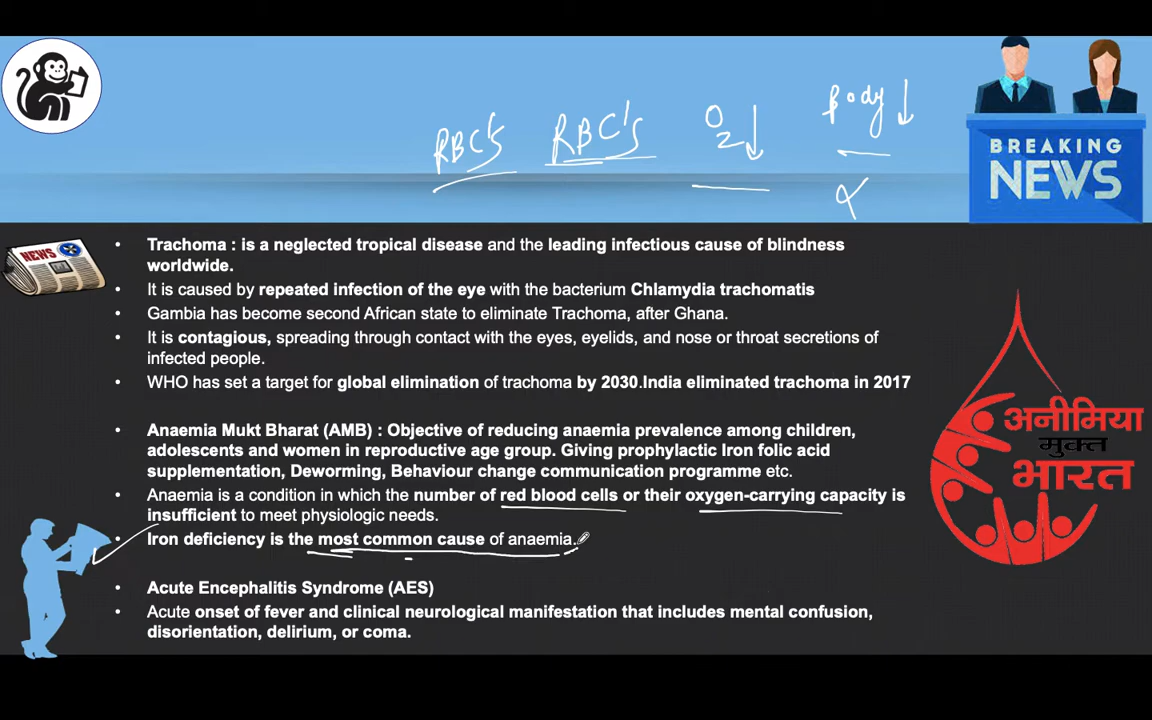 RBC's RBC's O2↓ Body↓
BREAKING
NEWS
NEWS
• Trachoma : is a neglected tropical disease and the leading infectious cause of blindness
worldwide.
• It is caused by repeated infection of the eye with the bacterium Chlamydia trachomatis
• Gambia has become second African state to eliminate Trachoma, after Ghana.
• It is contagious, spreading through contact with the eyes, eyelids, and nose or throat secretions of
infected people.
• WHO has set a target for global elimination of trachoma by 2030.India eliminated trachoma in 2017
• Anaemia Mukt Bharat (AMB) : Objective of reducing anaemia prevalence among children,
adolescents and women in reproductive age group. Giving prophylactic Iron folic acid
supplementation, Deworming, Behaviour change communication programme etc.
• Anaemia is a condition in which the number of red blood cells or their oxygen-carrying capacity is
insufficient to meet physiologic needs.
• Iron deficiency is the most common cause of anaemia.
अनीमिया
मुक्त
भारत
• Acute Encephalitis Syndrome (AES)
• Acute onset of fever and clinical neurological manifestation that includes mental confusion,
disorientation, delirium, or coma.